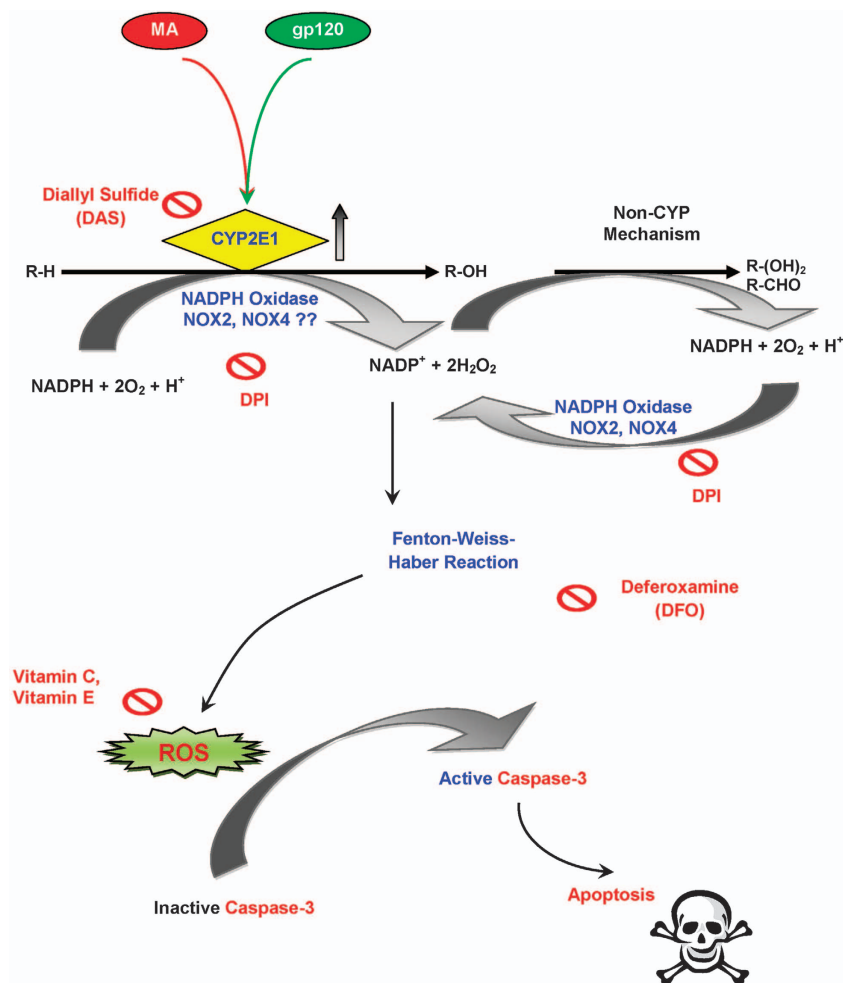 MA
gp120
Diallyl Sulfide
(DAS)
CYP2E1
Non-CYP
Mechanism
R-H
R-OH
R-(OH)₂
R-CHO
NADPH Oxidase
NOX2, NOX4 ??
NADPH + 2O₂ + H⁺
DPI
NADP⁺ + 2H₂O₂
NADPH + 2O₂ + H⁺
NADPH Oxidase
NOX2, NOX4
DPI
Fenton-Weiss-
Haber Reaction
Deferoxamine
(DFO)
Vitamin C,
Vitamin E
ROS
Active Caspase-3
Inactive Caspase-3
Apoptosis